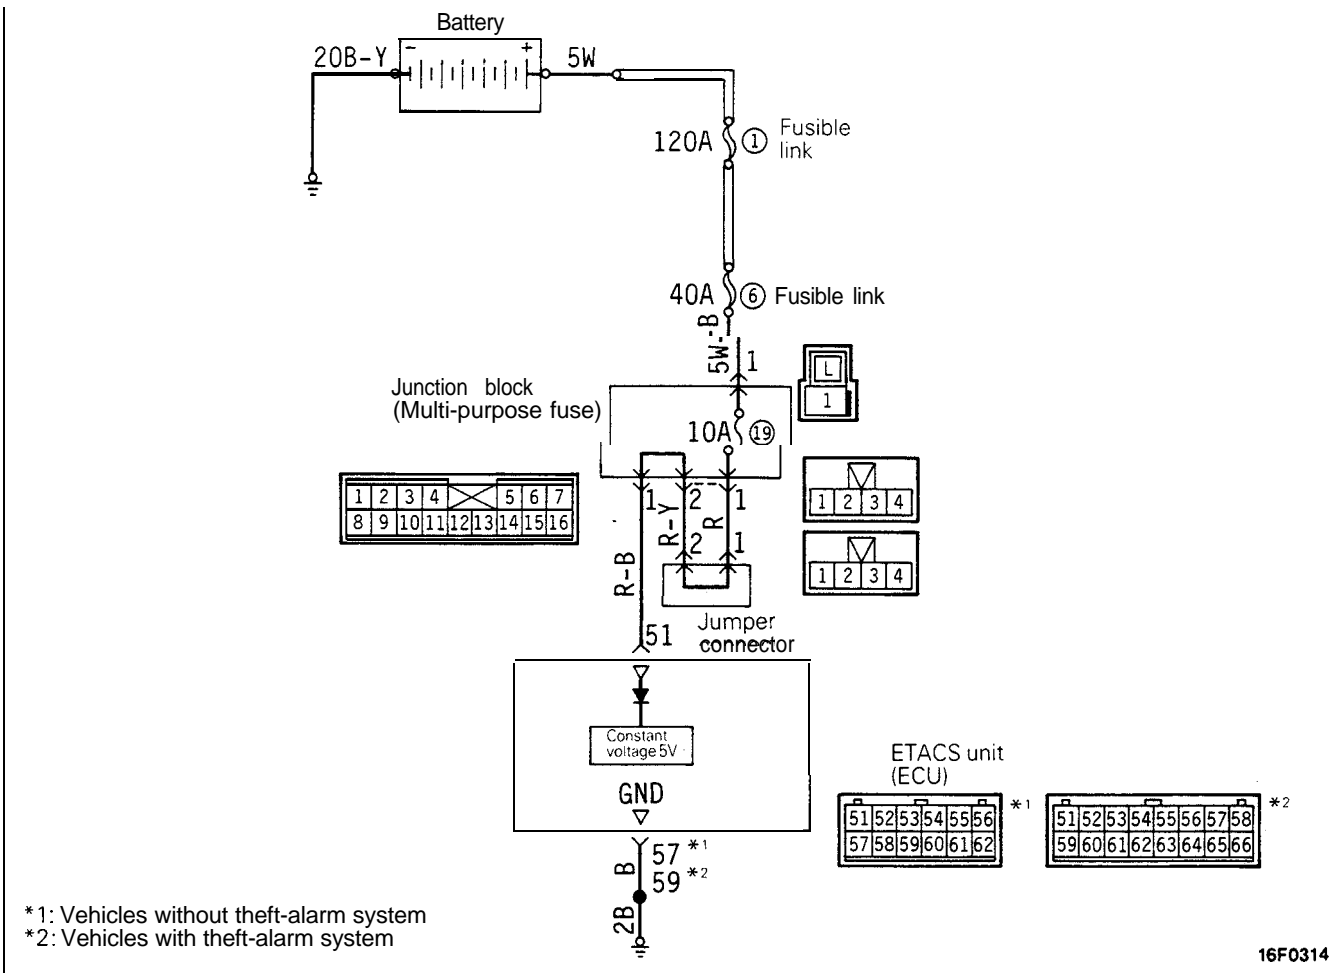 Battery
20B-Y
-
+
5W
120A
1
Fusible
link
40A
6
Fusible link
5W-B
1
Junction block
(Multi-purpose fuse)
10A
19
L
1
1 2 3 4 5 6 7
8 9 10 11 12 13 14 15 16
1
2
1
R-Y
R
2
1
R-B
1 2 3 4
1 2 3 4
Jumper
connector
51
Constant
voltage 5V
GND
ETACS unit
(ECU)
51 52 53 54 55 56
57 58 59 60 61 62
*1
51 52 53 54 55 56 57 58
59 60 61 62 63 64 65 66
*2
57 *1
59 *2
B
2B
*1: Vehicles without theft-alarm system
*2: Vehicles with theft-alarm system
16F0314